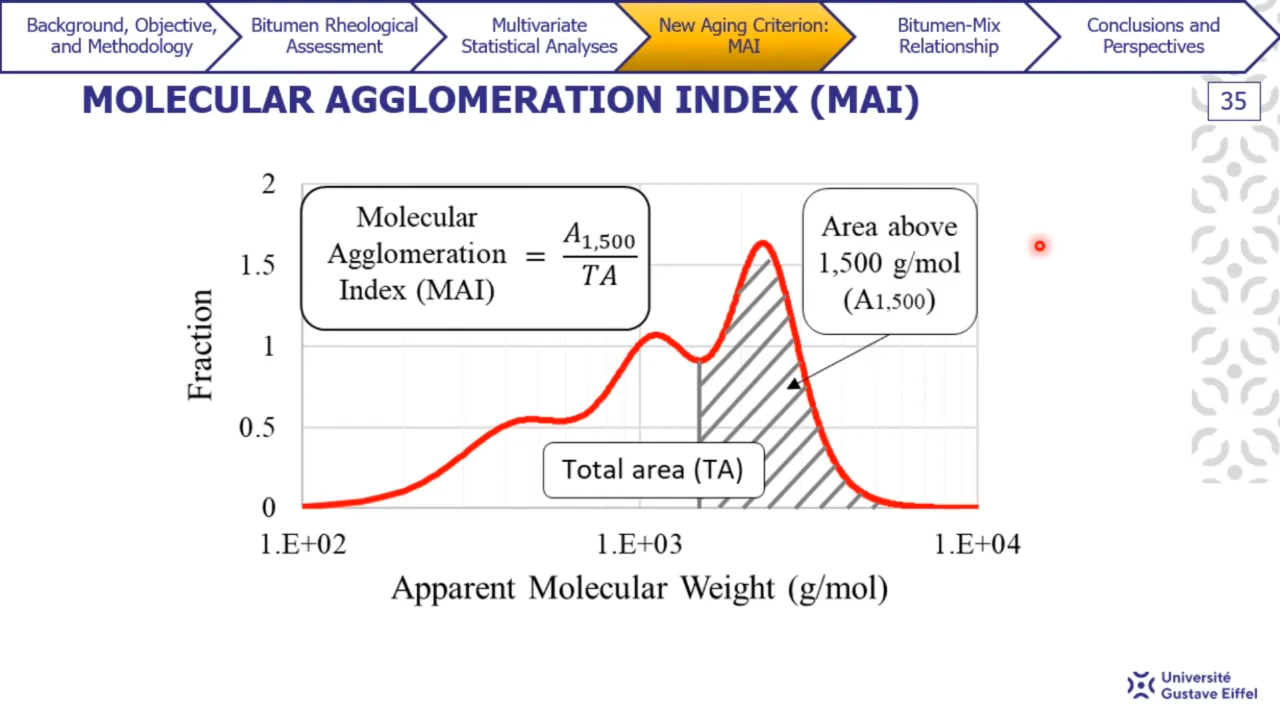 Background, Objective,
and Methodology
Bitumen Rheological
Assessment
Multivariate
Statistical Analyses
New Aging Criterion:
MAI
Bitumen-Mix
Relationship
Conclusions and
Perspectives
MOLECULAR AGGLOMERATION INDEX (MAI)
35
Molecular
Agglomeration
Index (MAI)
=
A1,500
TA
Area above
1,500 g/mol
(A1,500)
Total area (TA)
Fraction
2
1.5
1
0.5
0
1.E+02
1.E+03
1.E+04
Apparent Molecular Weight (g/mol)
Université
Gustave Eiffel